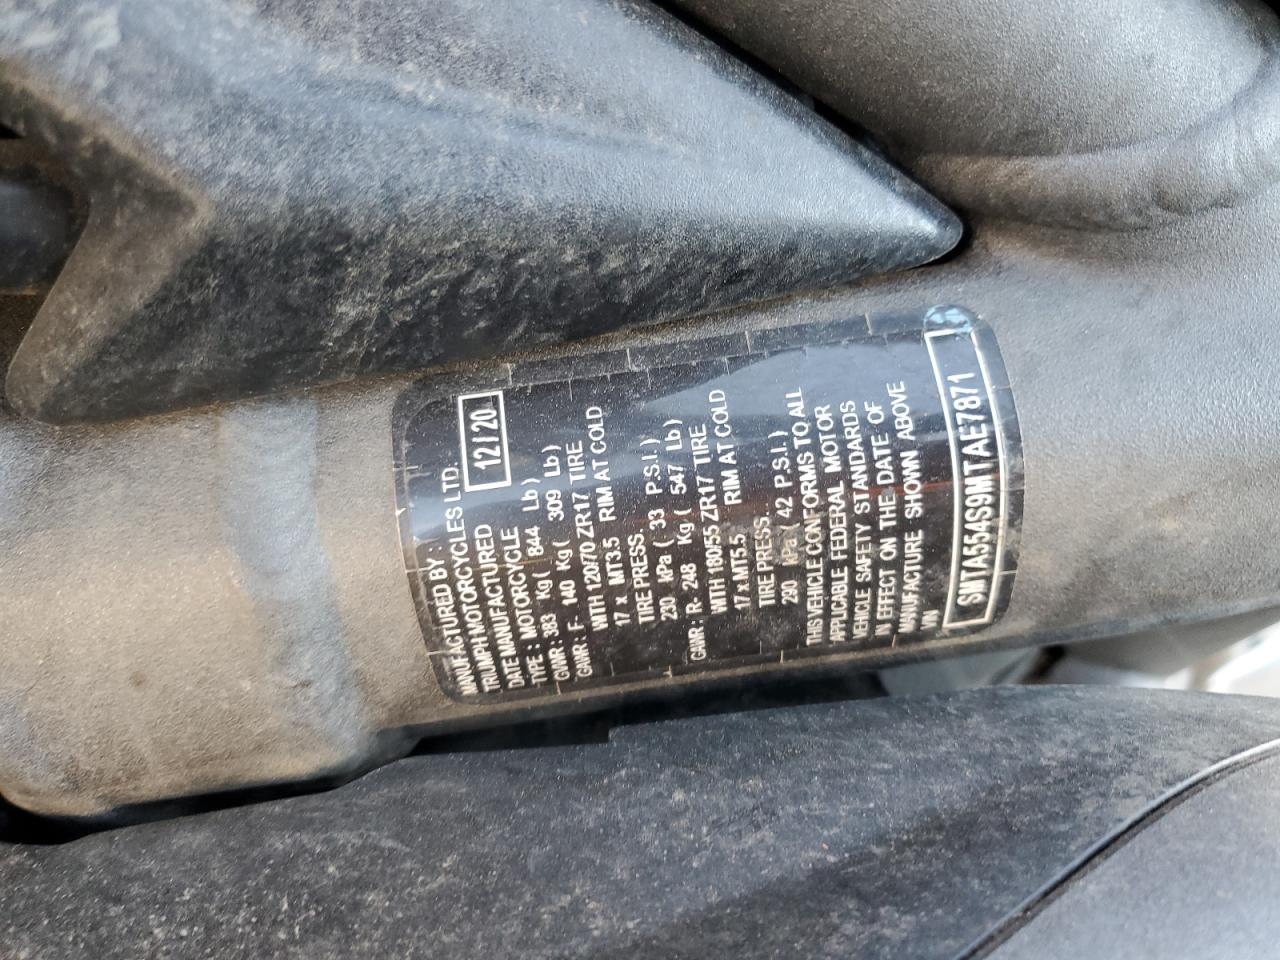 MANUFACTURED BY:
TRIUMPH MOTORCYCLES LTD.
DATE MANUFACTURED 12/20
TYPE : MOTORCYCLE
GVWR : 383 Kg ( 844 Lb )
GAWR : F- 140 Kg ( 309 Lb )
WITH 120/70 ZR17 TIRE
17 x MT3.5 RIM AT COLD
TIRE PRESS.
230 kPa ( 33 P.S.I. )
GAWR : R- 248 Kg ( 547 Lb )
WITH 180/55 ZR17 TIRE
17 x MT5.5 RIM AT COLD
TIRE PRESS.
290 kPa ( 42 P.S.I. )
THIS VEHICLE CONFORMS TO ALL
APPLICABLE FEDERAL MOTOR
VEHICLE SAFETY STANDARDS
IN EFFECT ON THE DATE OF
MANUFACTURE SHOWN ABOVE
VIN
SMTA554S9MTAE7871